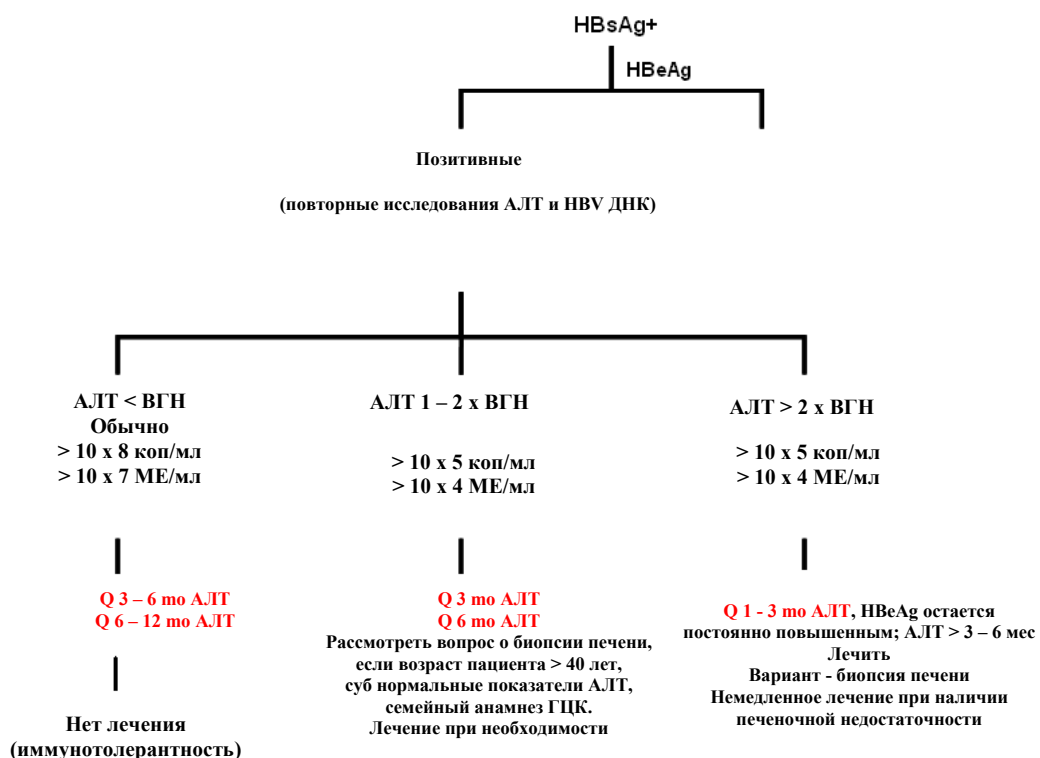 HBsAg+
HBeAg
Позитивные
(повторные исследования АЛТ и HBV ДНК)
АЛТ < ВГН
Обычно
> 10 x 8 коп/мл
> 10 x 7 МЕ/мл
АЛТ 1 – 2 x ВГН
> 10 x 5 коп/мл
> 10 x 4 МЕ/мл
АЛТ > 2 x ВГН
> 10 x 5 коп/мл
> 10 x 4 МЕ/мл
Q 3 – 6 mo АЛТ
Q 6 – 12 mo АЛТ
Нет лечения
(иммунотолерантность)
Q 3 mo АЛТ
Q 6 mo АЛТ
Рассмотреть вопрос о биопсии печени,
если возраст пациента > 40 лет,
суб нормальные показатели АЛТ,
семейный анамнез ГЦК.
Лечение при необходимости
Q 1 - 3 mo АЛТ, HBeAg остается
постоянно повышенным; АЛТ > 3 – 6 мес
Лечить
Вариант - биопсия печени
Немедленное лечение при наличии
печеночной недостаточности